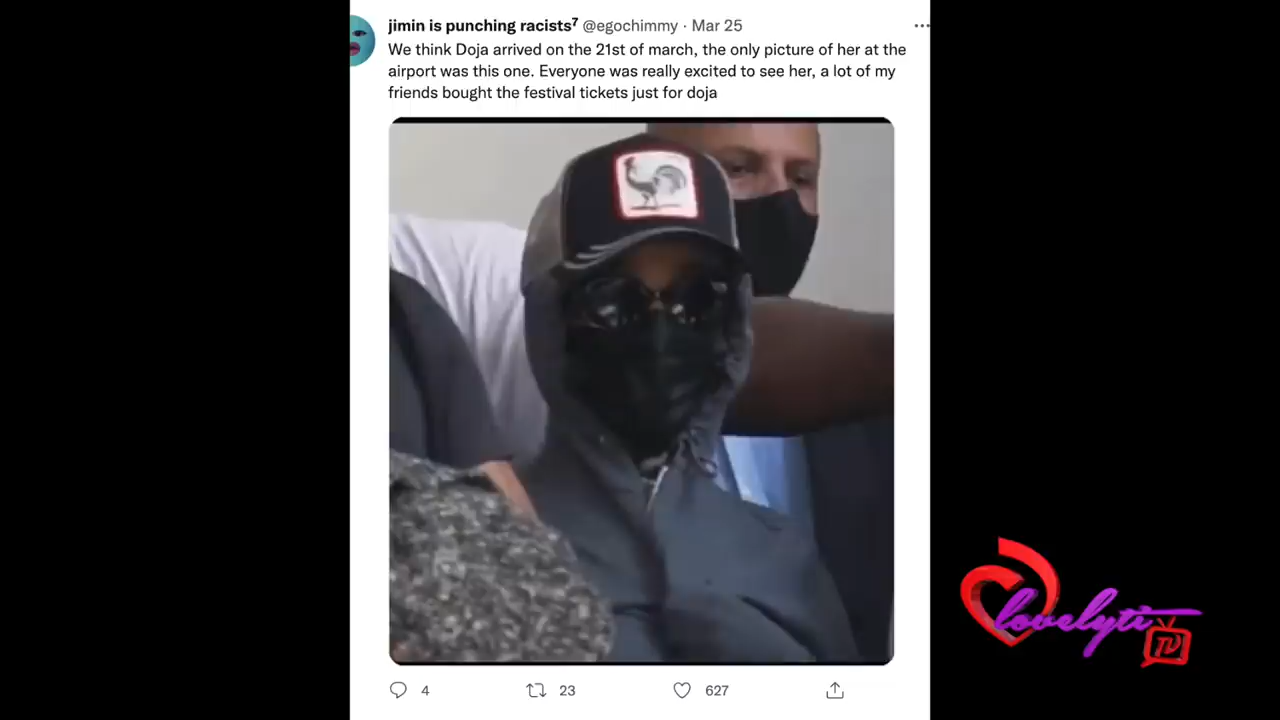 jimin is punching racists⁷ @egochimmy · Mar 25
We think Doja arrived on the 21st of march, the only picture of her at the
airport was this one. Everyone was really excited to see her, a lot of my
friends bought the festival tickets just for doja
4 23 627
lovelyti
TV